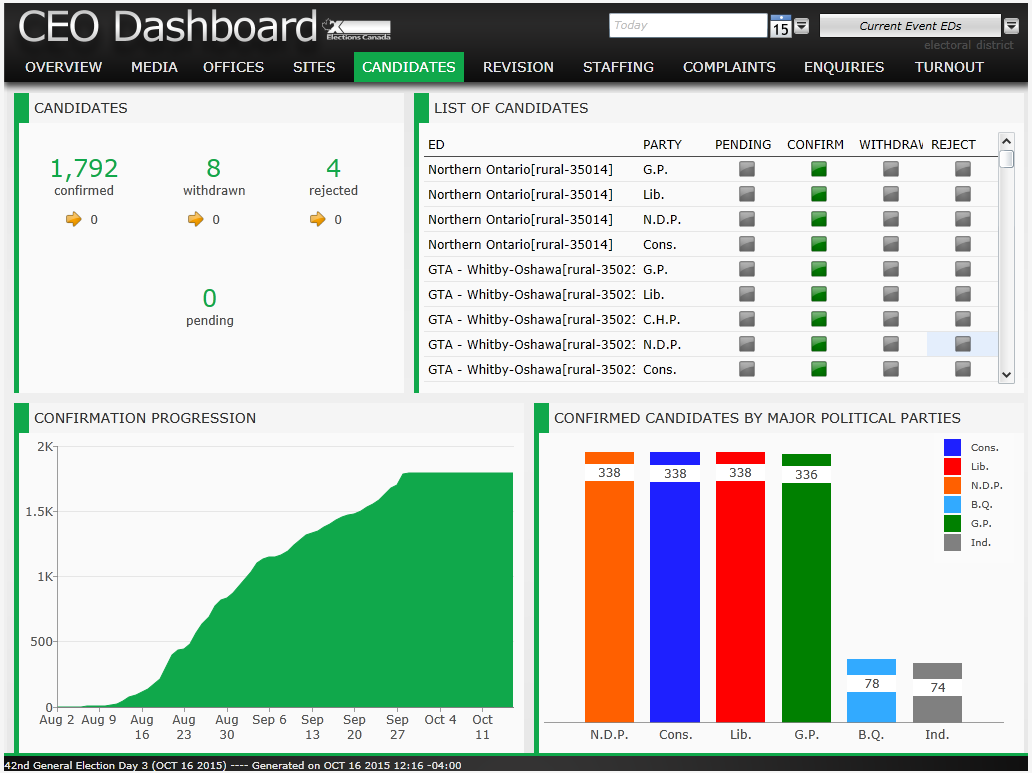 CEO Dashboard
Elections Canada
Today
15
Current Event EDs
electoral district
OVERVIEW MEDIA OFFICES SITES CANDIDATES REVISION STAFFING COMPLAINTS ENQUIRIES TURNOUT
CANDIDATES
1,792 8 4
confirmed withdrawn rejected
0 0 0
0
pending
LIST OF CANDIDATES
ED PARTY PENDING CONFIRM WITHDRAW REJECT
Northern Ontario[rural-35014] G.P.
Northern Ontario[rural-35014] Lib.
Northern Ontario[rural-35014] N.D.P.
Northern Ontario[rural-35014] Cons.
GTA - Whitby-Oshawa[rural-35023 G.P.
GTA - Whitby-Oshawa[rural-35023 Lib.
GTA - Whitby-Oshawa[rural-35023 C.H.P.
GTA - Whitby-Oshawa[rural-35023 N.D.P.
GTA - Whitby-Oshawa[rural-35023 Cons.
CONFIRMATION PROGRESSION
2K
1.5K
1K
500
0
Aug 2 Aug 9 Aug 16 Aug 23 Aug 30 Sep 6 Sep 13 Sep 20 Sep 27 Oct 4 Oct 11
CONFIRMED CANDIDATES BY MAJOR POLITICAL PARTIES
Cons.
Lib.
N.D.P.
B.Q.
G.P.
Ind.
338 338 338 336 78 74
N.D.P. Cons. Lib. G.P. B.Q. Ind.
42nd General Election Day 3 (OCT 16 2015) ---- Generated on OCT 16 2015 12:16 -04:00